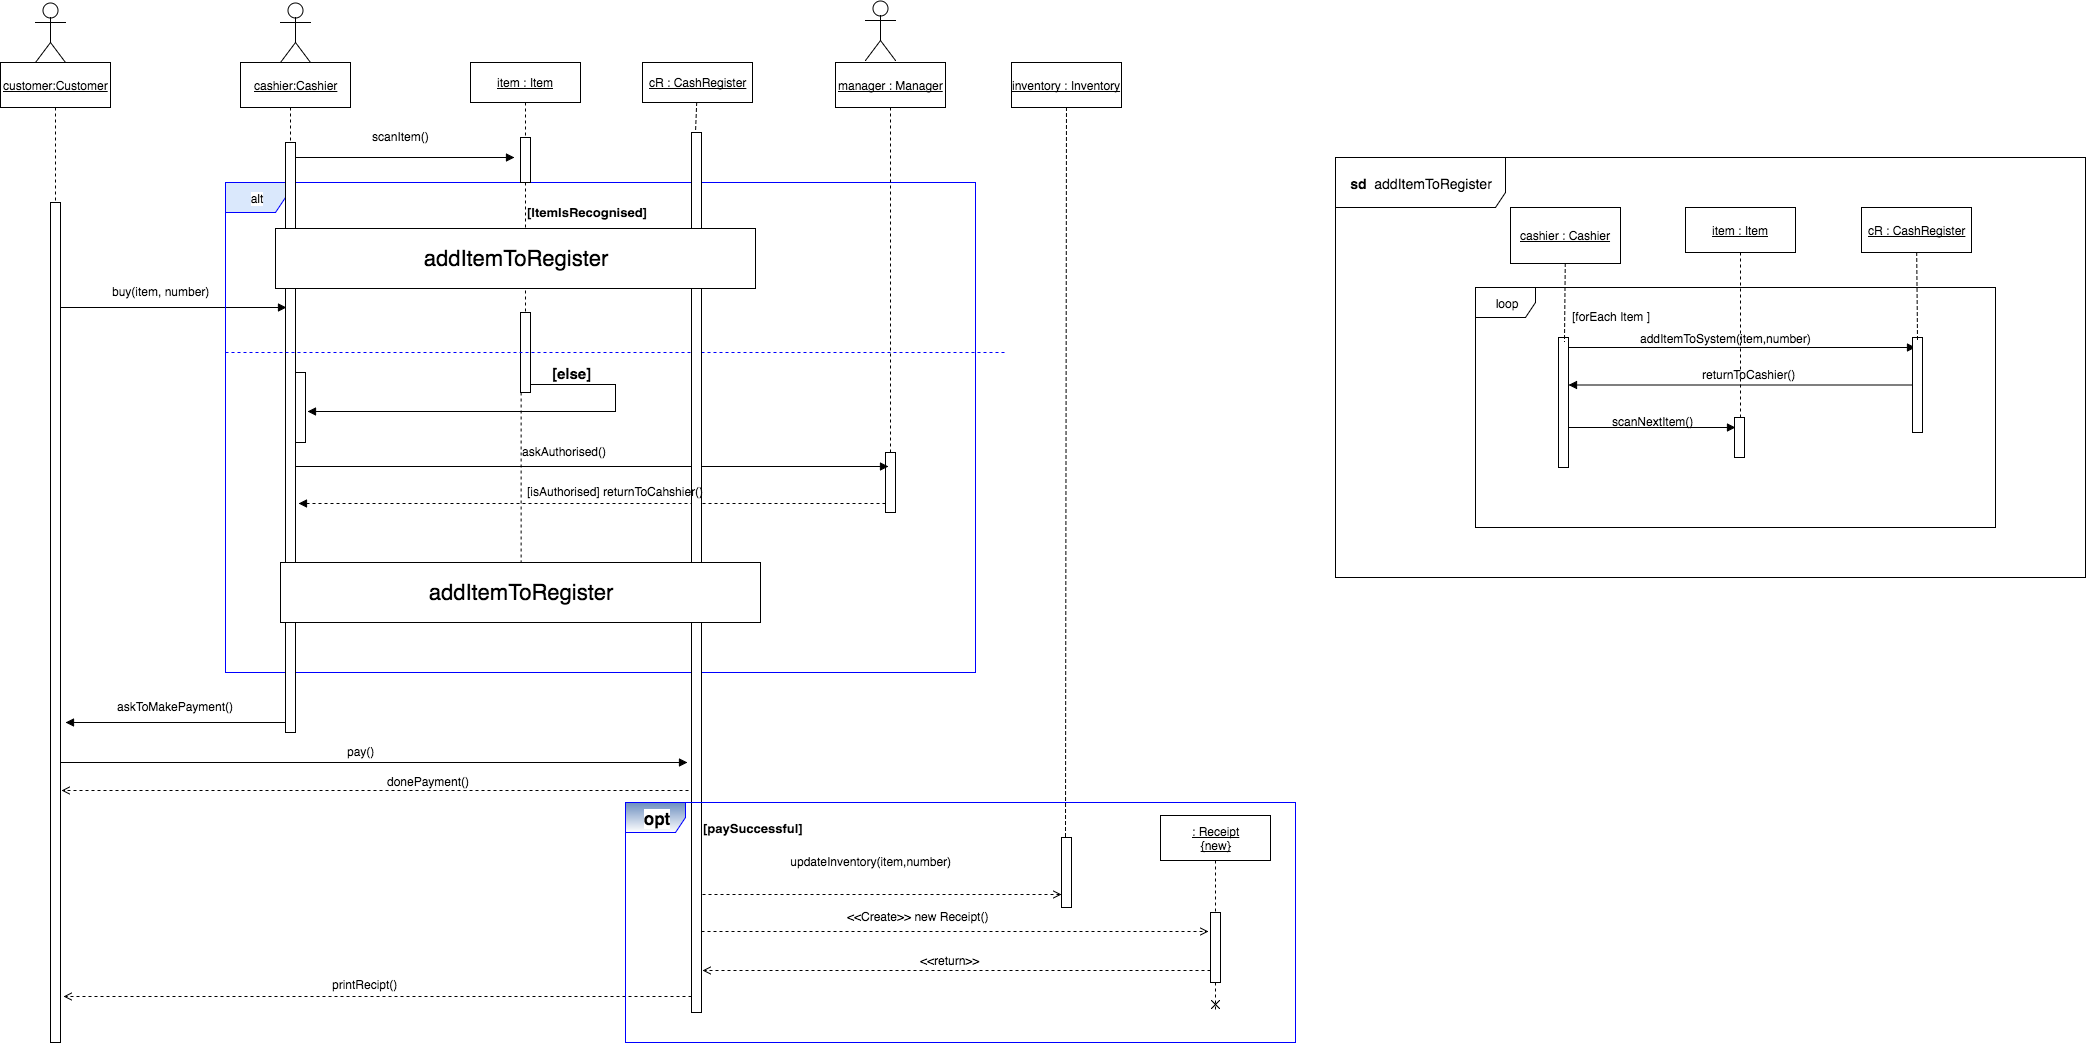 customer:Customer
cashier:Cashier
item : Item
cR : CashRegister
manager : Manager
inventory : Inventory
scanItem()
alt
[ItemIsRecognised]
addItemToRegister
buy(item, number)
[else]
askAuthorised()
[isAuthorised] returnToCahshier()
addItemToRegister
askToMakePayment()
pay()
donePayment()
opt
[paySuccessful]
: Receipt
{new}
updateInventory(item,number)
<<Create>> new Receipt()
<<return>>
printRecipt()
sd addItemToRegister
cashier : Cashier
item : Item
cR : CashRegister
loop
[forEach Item ]
addItemToSystem(item,number)
returnToCashier()
scanNextItem()